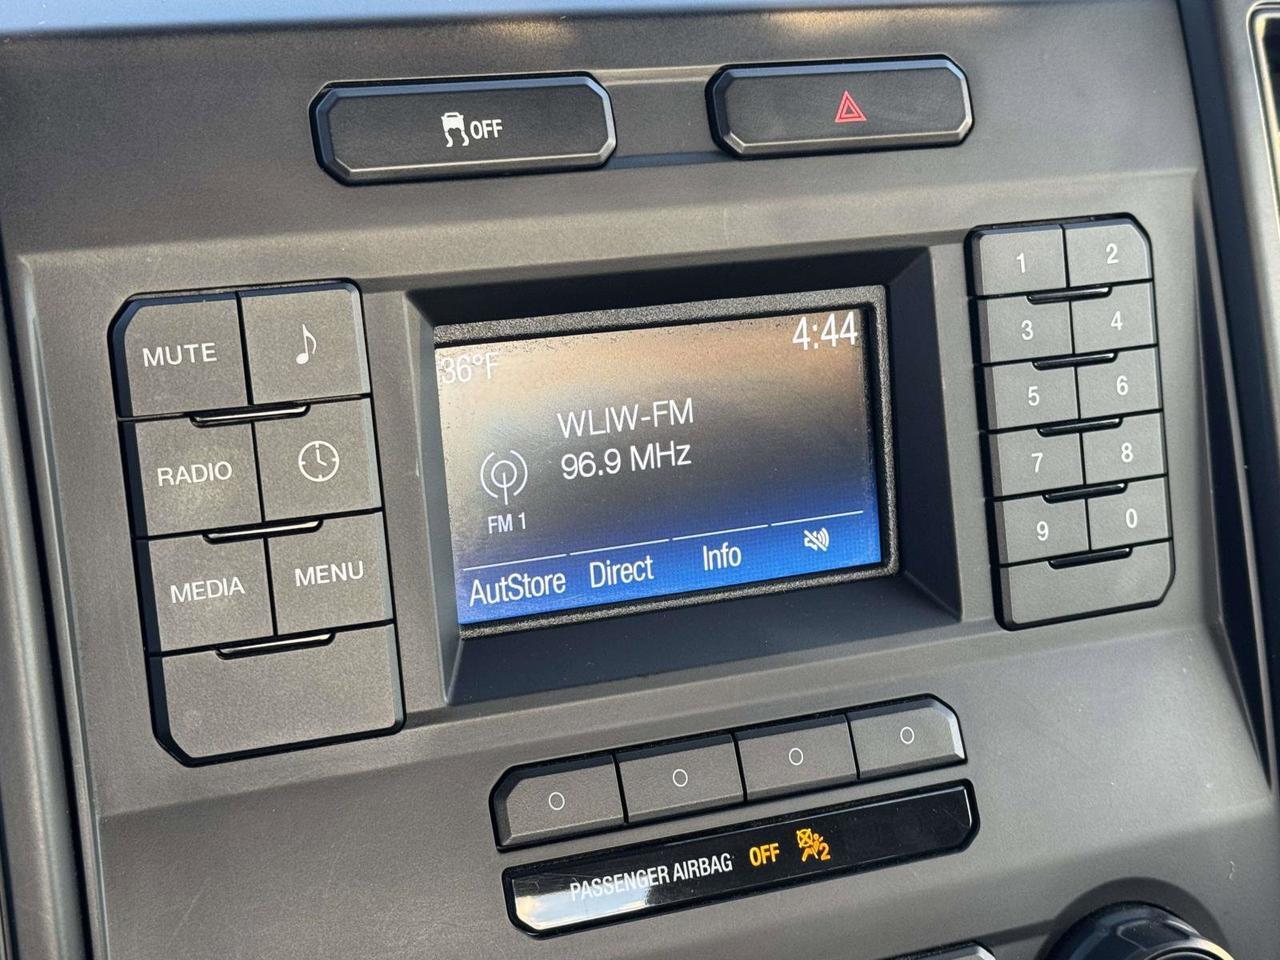 OFF
MUTE
RADIO
MEDIA
MENU
36°F
4:44
WLIW-FM
96.9 MHz
FM 1
AutStore Direct Info
1 2
3 4
5 6
7 8
9 0
PASSENGER AIRBAG OFF 2